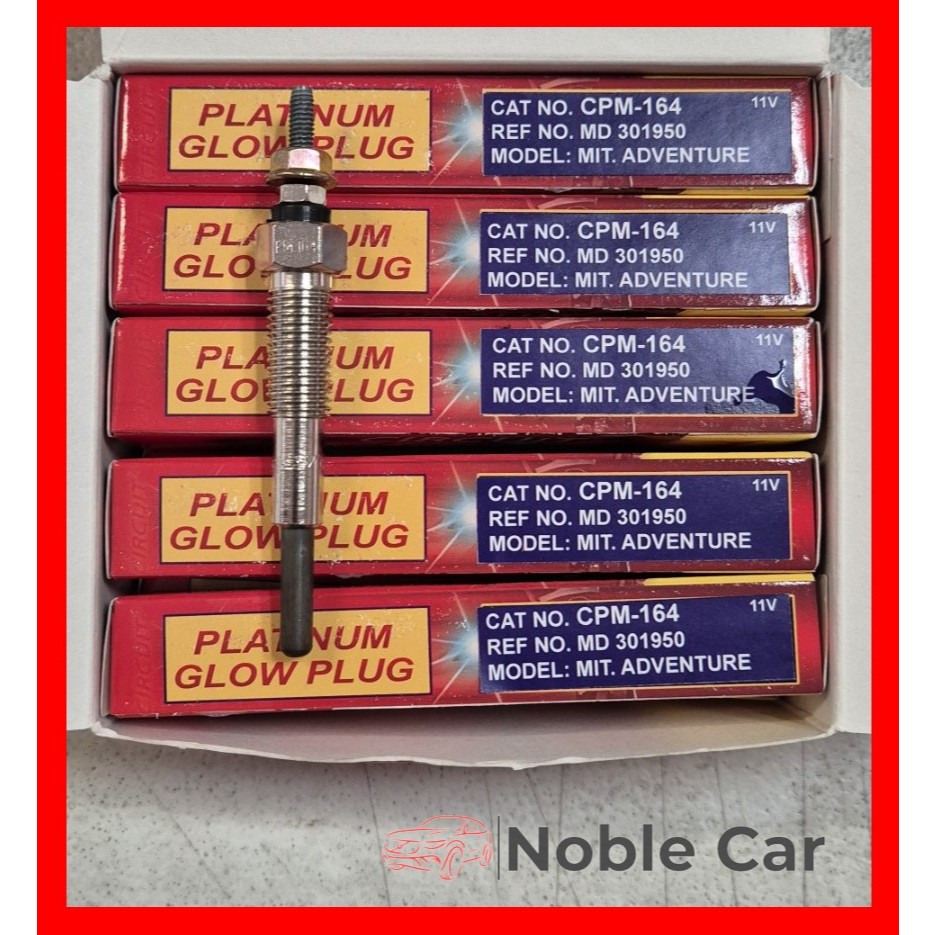 PLATINUM
GLOW PLUG
CAT NO. CPM-164 11V
REF NO. MD 301950
MODEL: MIT. ADVENTURE
GLOW PLUG
CAT NO. CPM-164 11V
REF NO. MD 301950
MODEL: MIT. ADVENTURE
PLATINUM
GLOW PLUG
CAT NO. CPM-164 11V
REF NO. MD 301950
MODEL: MIT. ADVENTURE
PLATINUM
GLOW PLUG
CAT NO. CPM-164 11V
REF NO. MD 301950
MODEL: MIT. ADVENTURE
PLATINUM
GLOW PLUG
CAT NO. CPM-164 11V
REF NO. MD 301950
MODEL: MIT. ADVENTURE
Noble Car